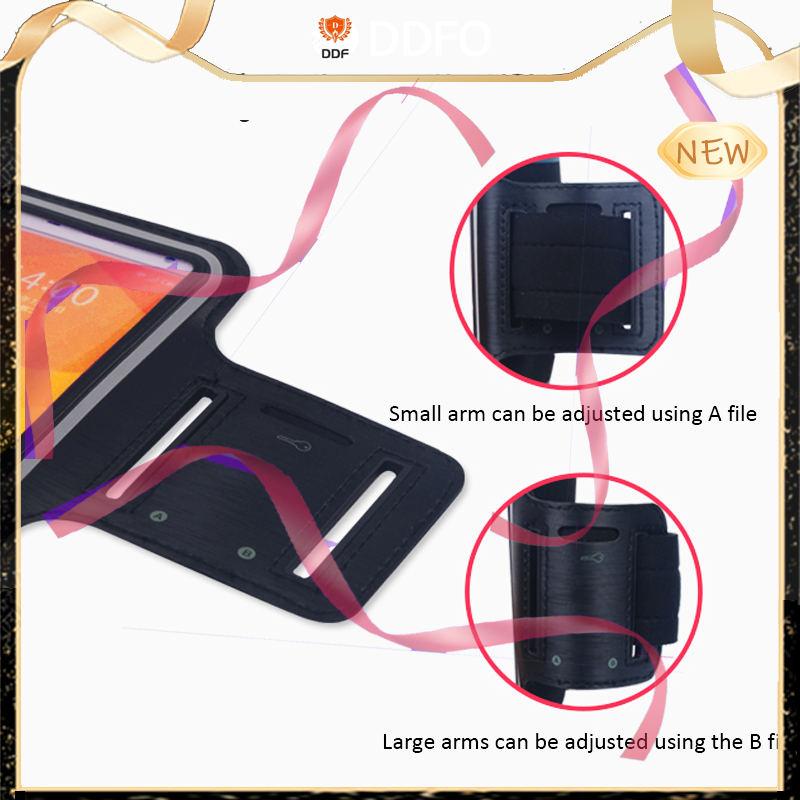 DDFO
DDF
NEW
4:00
Small arm can be adjusted using A file
A
B
A
Large arms can be adjusted using the B fi